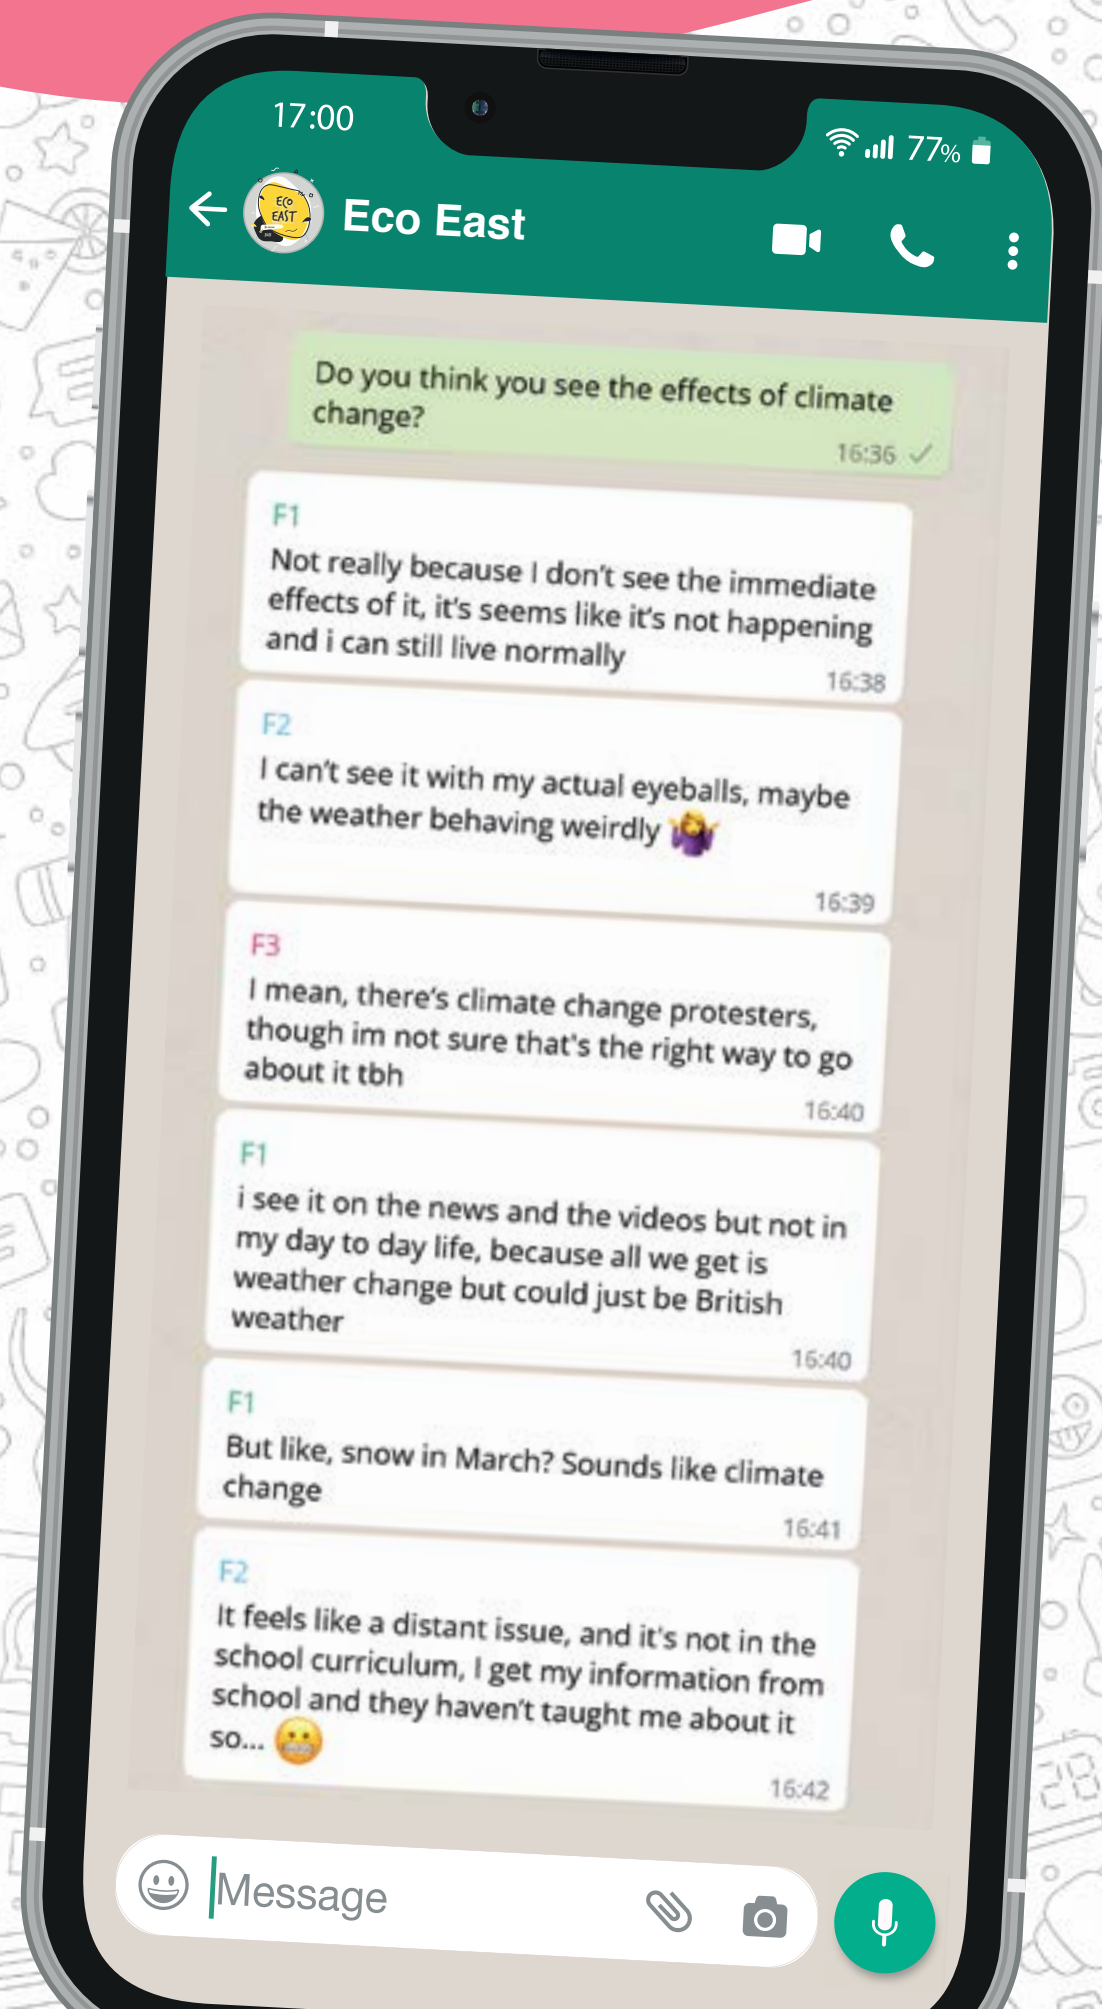 17:00
77%
ECO
EAST
Eco East
Do you think you see the effects of climate
change?
16:36
F1
Not really because I don't see the immediate
effects of it, it's seems like it's not happening
and i can still live normally
16:38
F2
I can't see it with my actual eyeballs, maybe
the weather behaving weirdly 🤷‍♀️
16:39
F3
I mean, there's climate change protesters,
though im not sure that's the right way to go
about it tbh
16:40
F1
i see it on the news and the videos but not in
my day to day life, because all we get is
weather change but could just be British
weather
16:40
F1
But like, snow in March? Sounds like climate
change
16:41
F2
It feels like a distant issue, and it's not in the
school curriculum, I get my information from
school and they haven't taught me about it
so... 😬
16:42
Message
28